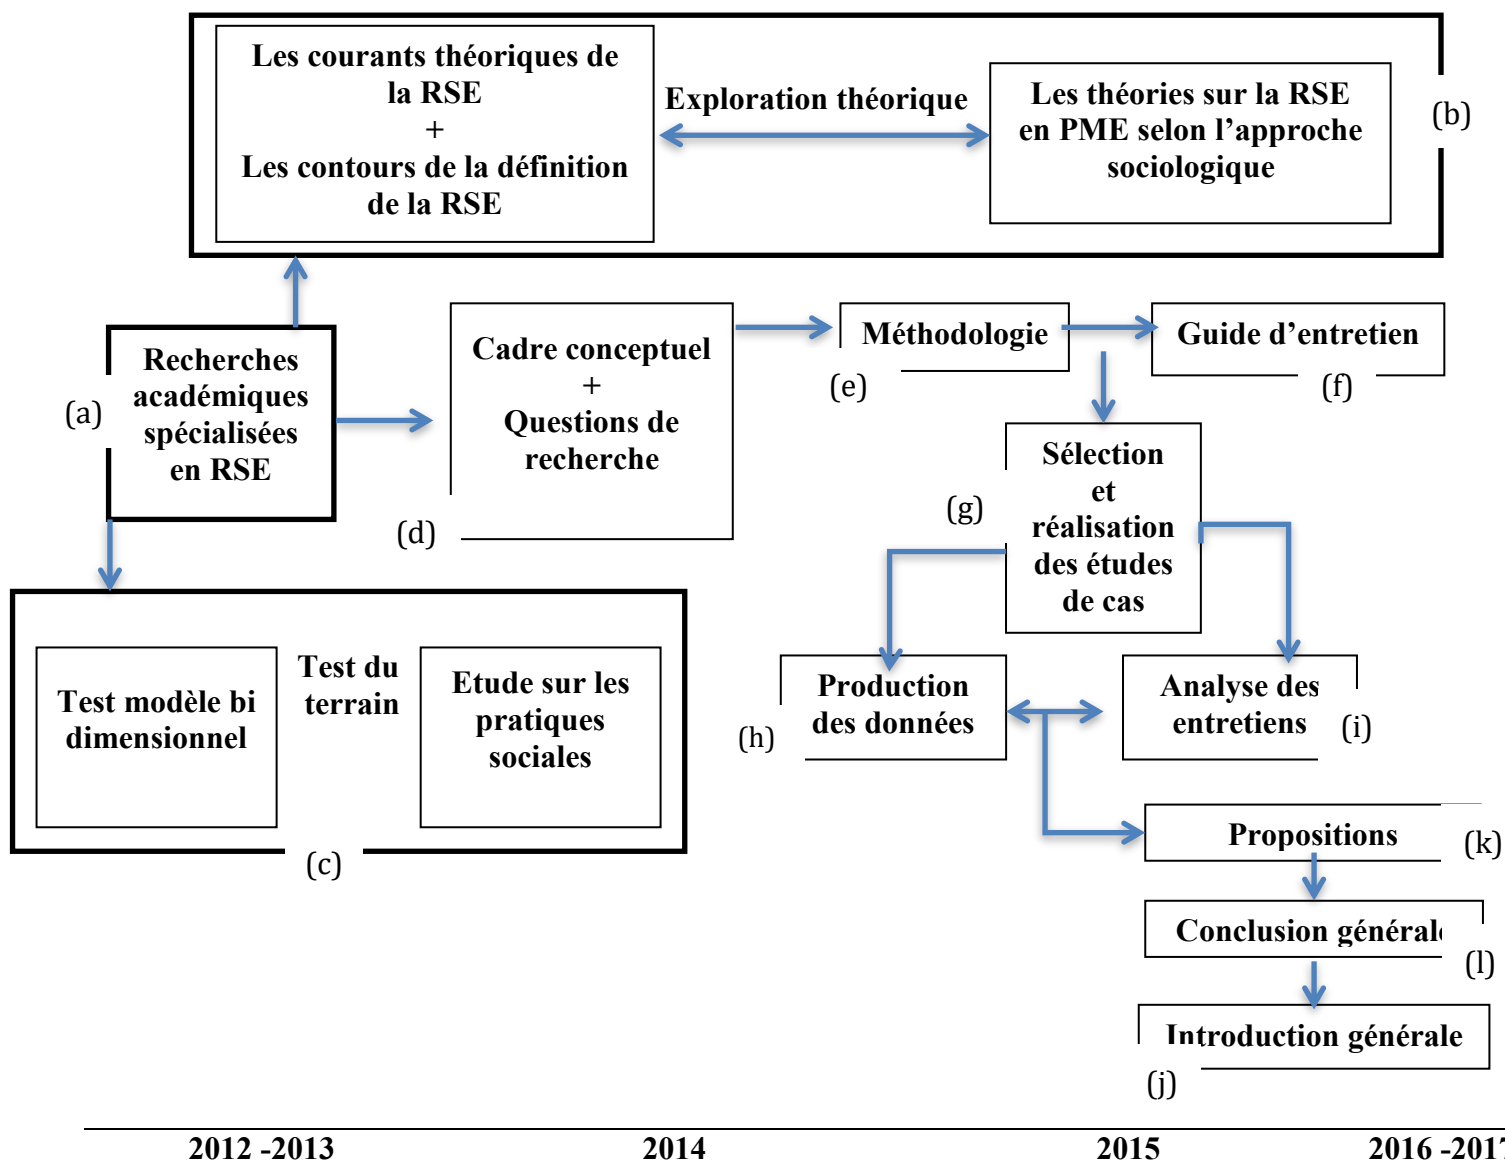 Les courants théoriques de
la RSE
+
Les contours de la définition
de la RSE
Exploration théorique
Les théories sur la RSE
en PME selon l’approche
sociologique
(b)
Recherches
académiques
spécialisées
en RSE
(a)
Cadre conceptuel
+
Questions de
recherche
(d)
Méthodologie
(e)
Guide d’entretien
(f)
Sélection
et
réalisation
des études
de cas
(g)
Test modèle bi
dimensionnel
Test du
terrain
Etude sur les
pratiques
sociales
(c)
Production
des données
(h)
Analyse des
entretiens
(i)
Propositions
(k)
Conclusion générale
(l)
Introduction générale
(j)
2012 -2013
2014
2015
2016 -2017